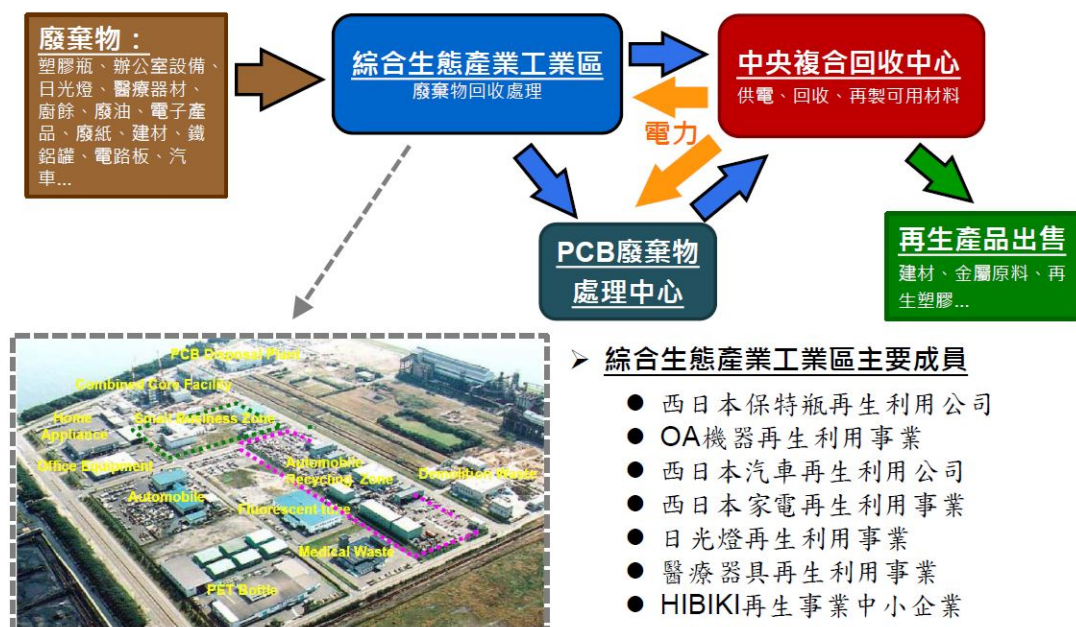 廢棄物：
塑膠瓶、辦公室設備、
日光燈、醫療器材、
廚餘、廢油、電子產
品、廢紙、建材、鐵
鋁罐、電路板、汽
車...
綜合生態產業工業區
廢棄物回收處理
中央複合回收中心
供電、回收、再製可用材料
電力
PCB廢棄物
處理中心
再生產品出售
建材、金屬原料、再
生塑膠...
PCB Disposal Plant
Combined Core Facility
Small Business Zone
Home
Appliance
Office Equipment
Automobile
Recycling Zone
Demolition Waste
Automobile
Medical Waste
PET Bottle
➢ 綜合生態產業工業區主要成員
● 西日本保特瓶再生利用公司
● OA機器再生利用事業
● 西日本汽車再生利用公司
● 西日本家電再生利用事業
● 日光燈再生利用事業
● 醫療器具再生利用事業
● HIBIKI再生事業中小企業